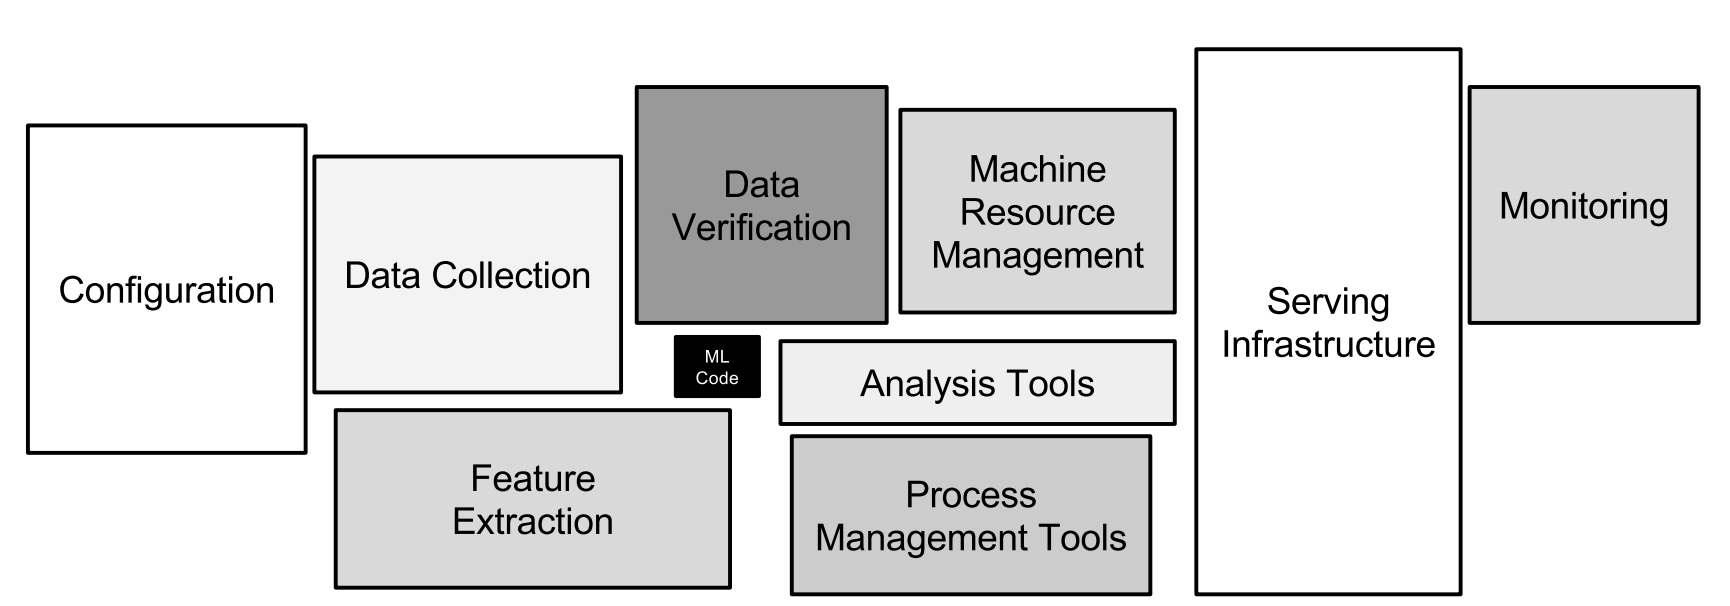 Configuration
Data Collection
Data
Verification
Machine
Resource
Management
Serving
Infrastructure
Monitoring
ML
Code
Analysis Tools
Feature
Extraction
Process
Management Tools